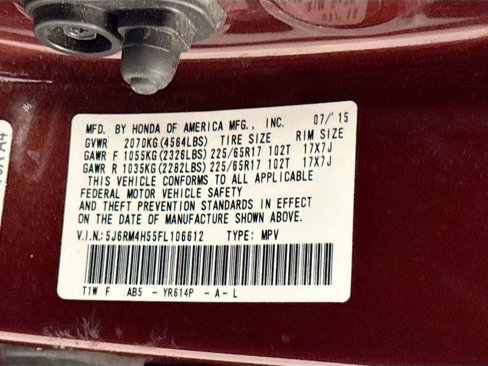 MFD. BY HONDA OF AMERICA MFG., INC. 07/15
GVWR 2070KG(4564LBS) TIRE SIZE RIM SIZE
GAWR F 1055KG(2326LBS) 225/65R17 102T 17X7J
GAWR R 1035KG(2282LBS) 225/65R17 102T 17X7J
THIS VEHICLE CONFORMS TO ALL APPLICABLE
FEDERAL MOTOR VEHICLE SAFETY
AND THEFT PREVENTION STANDARDS IN EFFECT
ON THE DATE OF MANUFACTURE SHOWN ABOVE.
V.I.N.:5J6RM4H55FL106612 TYPE: MPV
T1W F AB5 - YR614P - A - L